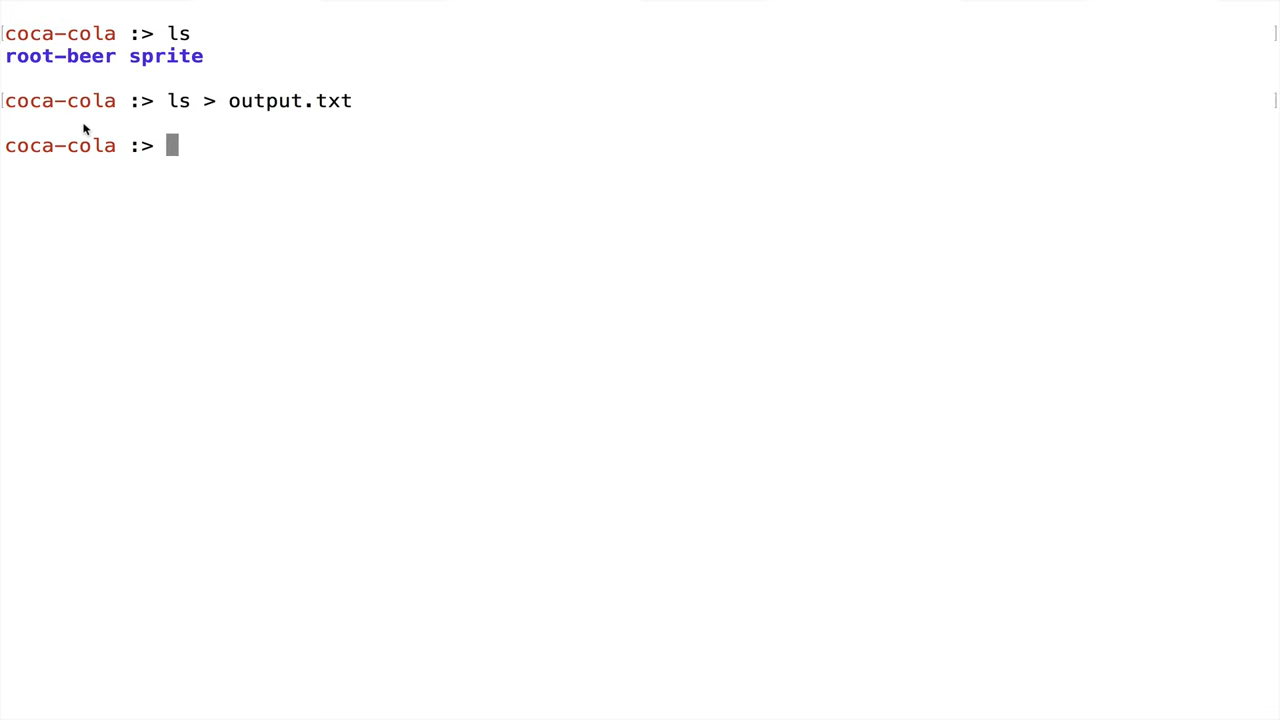 coca-cola :> ls
root-beer sprite
coca-cola :> ls > output.txt
coca-cola :>